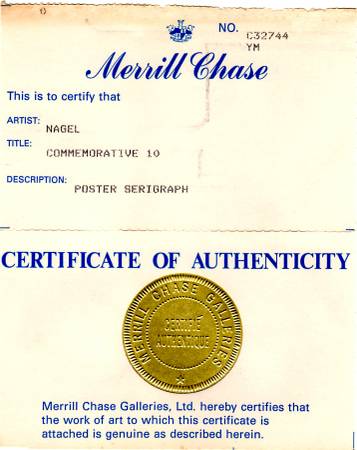 NO. C32744
YM
Merrill Chase
This is to certify that
ARTIST: NAGEL
TITLE: COMMEMORATIVE 10
DESCRIPTION: POSTER SERIGRAPH
CERTIFICATE OF AUTHENTICITY
MERRILL CHASE GALLERIES
CERTIFIÉ
AUTHENTIQUE
Merrill Chase Galleries, Ltd. hereby certifies that
the work of art to which this certificate is
attached is genuine as described herein.